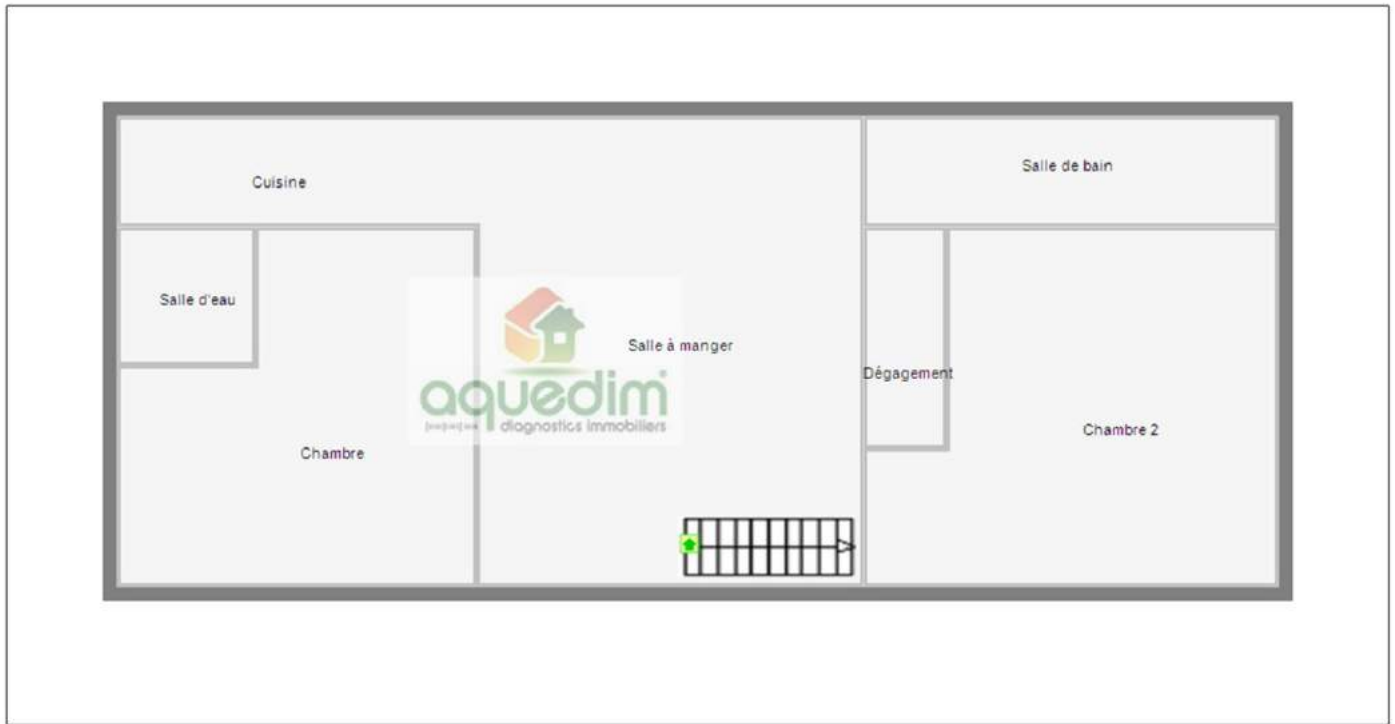 Cuisine
Salle de bain
Salle d'eau
Salle à manger
aquedim
diagnostics immobiliers
Dégagement
Chambre
Chambre 2